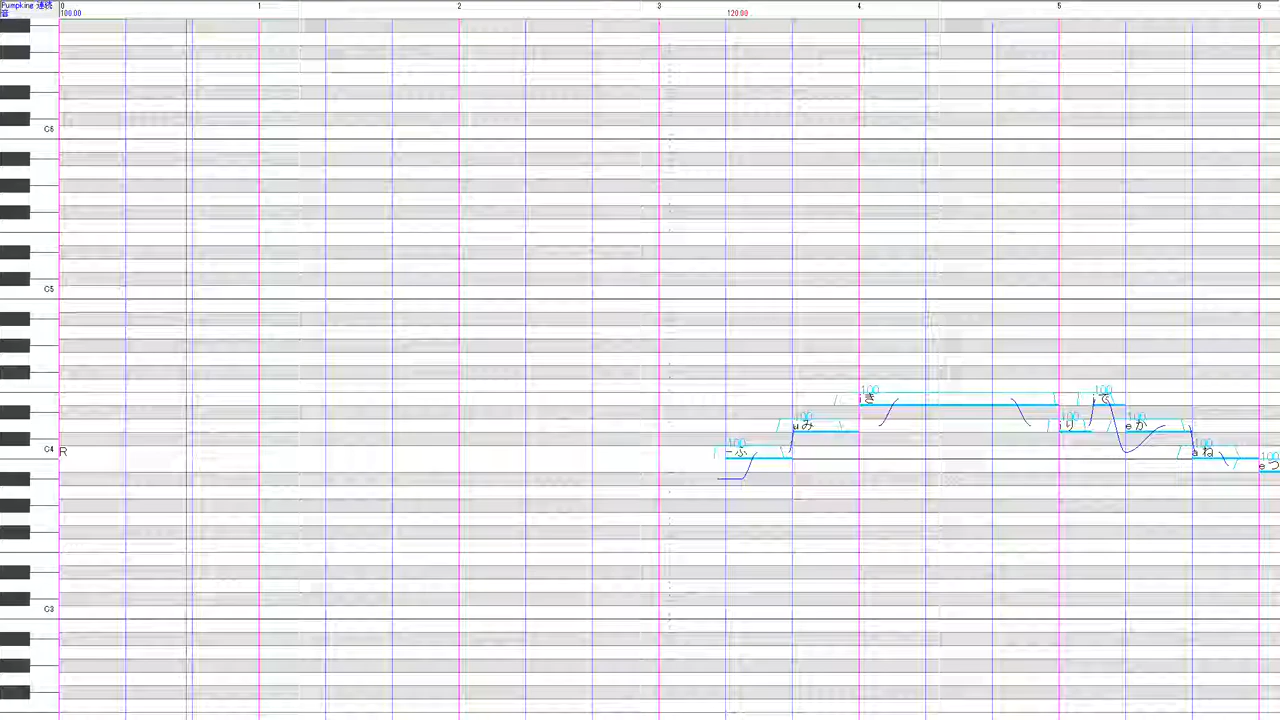 Pumpking 連続音
0 1 2 3 4 5 6
100.00 120.00
C6
C5
100 100
i き i で
100 100 100
u み i り e か
C4 R 100 - ふ 100 a ね 100 e つ
C3